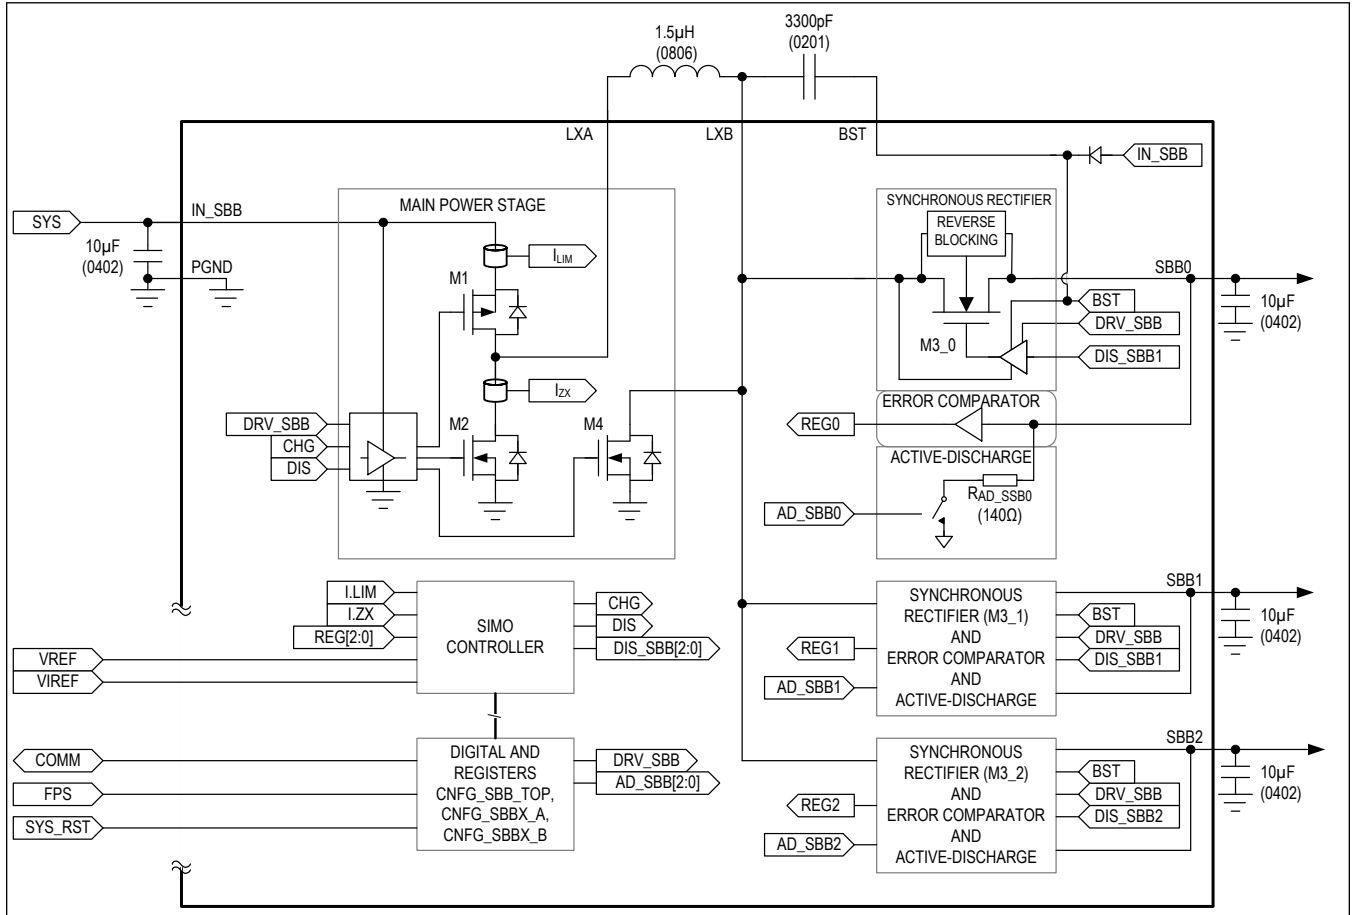 1.5µH
(0806)
3300pF
(0201)
LXA
LXB
BST
IN_SBB
SYS
IN_SBB
10µF
(0402)
PGND
MAIN POWER STAGE
ILIM
M1
IZX
M2
M4
DRV_SBB
CHG
DIS
SYNCHRONOUS RECTIFIER
REVERSE
BLOCKING
SBB0
10µF
(0402)
BST
DRV_SBB
M3_0
DIS_SBB1
ERROR COMPARATOR
REG0
ACTIVE-DISCHARGE
RAD_SSB0
(140Ω)
AD_SBB0
I.LIM
I.ZX
REG[2:0]
VREF
VIREF
SIMO
CONTROLLER
CHG
DIS
DIS_SBB[2:0]
SYNCHRONOUS
RECTIFIER (M3_1)
AND
ERROR COMPARATOR
AND
ACTIVE-DISCHARGE
REG1
AD_SBB1
SBB1
BST
DRV_SBB
DIS_SBB1
10µF
(0402)
COMM
FPS
SYS_RST
DIGITAL AND
REGISTERS
CNFG_SBB_TOP,
CNFG_SBBX_A,
CNFG_SBBX_B
DRV_SBB
AD_SBB[2:0]
SYNCHRONOUS
RECTIFIER (M3_2)
AND
ERROR COMPARATOR
AND
ACTIVE-DISCHARGE
REG2
AD_SBB2
SBB2
BST
DRV_SBB
DIS_SBB2
10µF
(0402)